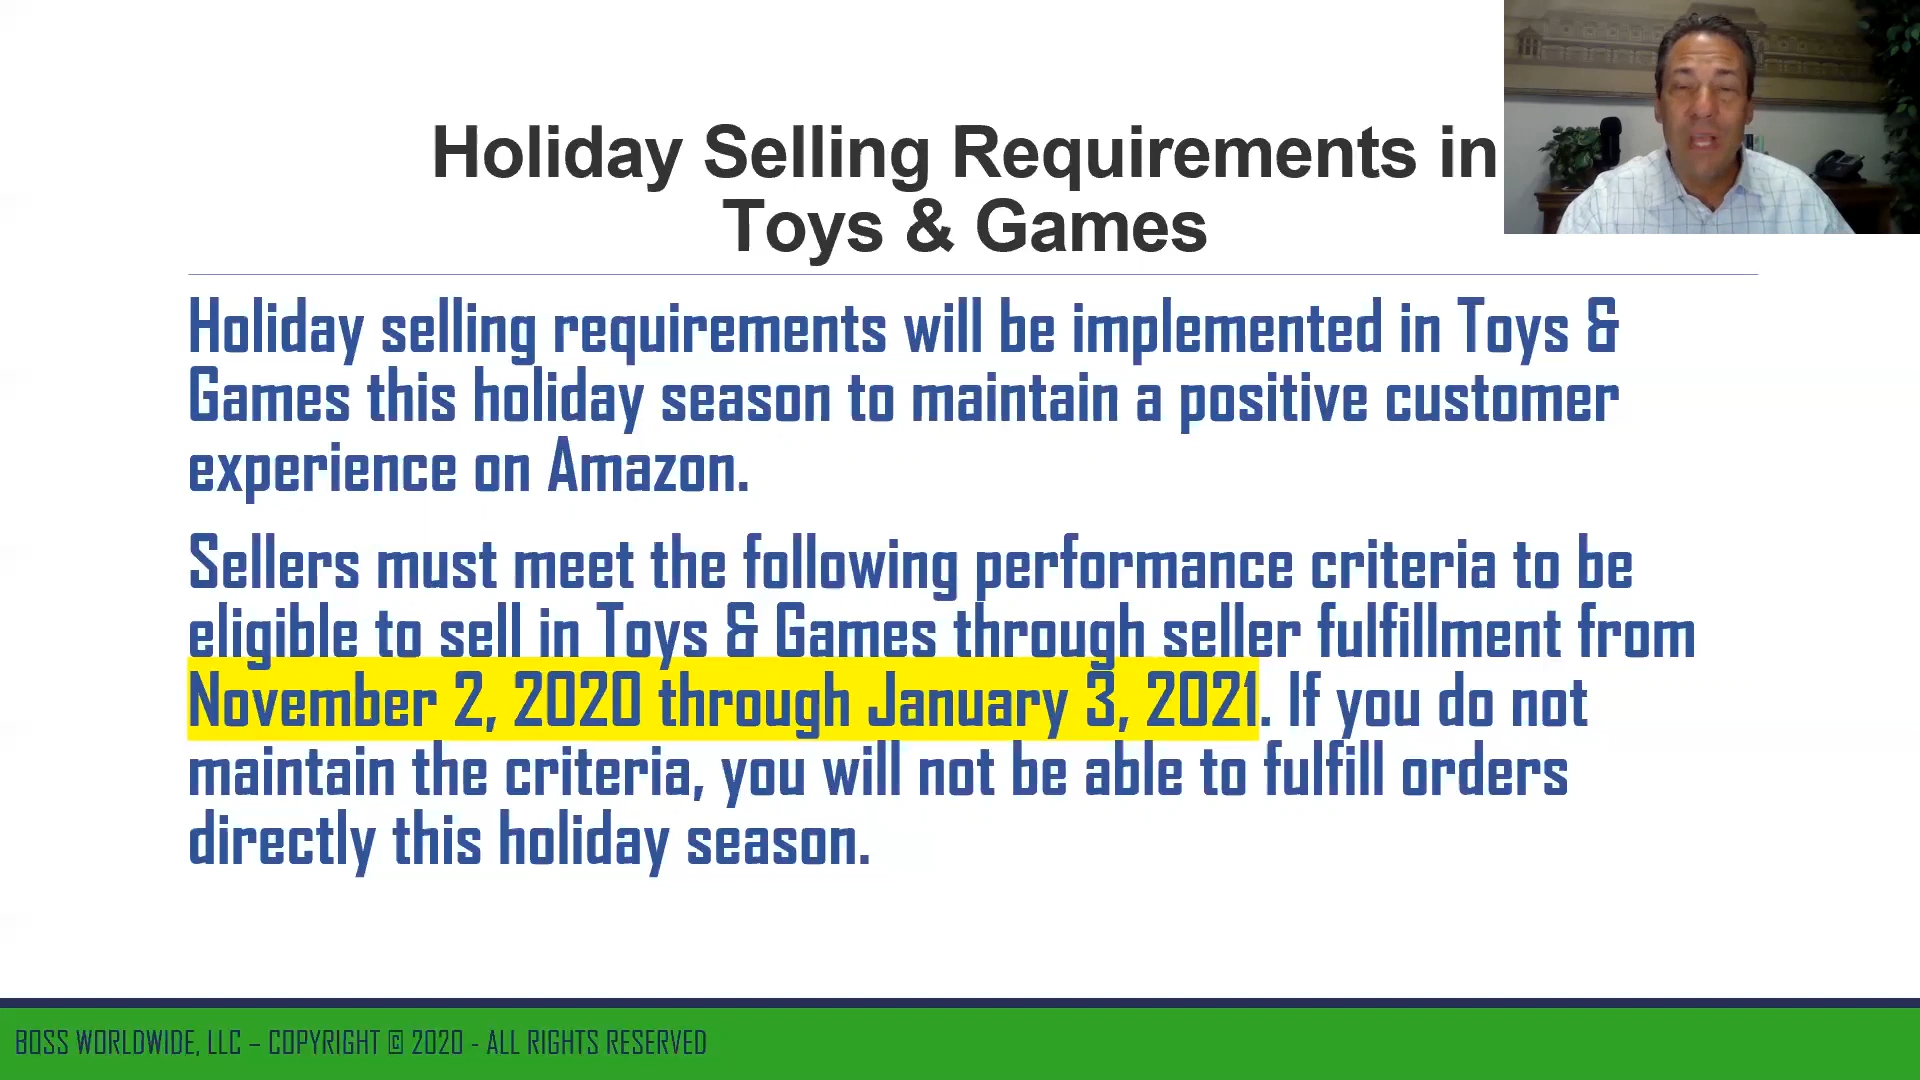 Holiday Selling Requirements in
Toys & Games
Holiday selling requirements will be implemented in Toys &
Games this holiday season to maintain a positive customer
experience on Amazon.
Sellers must meet the following performance criteria to be
eligible to sell in Toys & Games through seller fulfillment from
November 2, 2020 through January 3, 2021. If you do not
maintain the criteria, you will not be able to fulfill orders
directly this holiday season.
BOSS WORLDWIDE, LLC – COPYRIGHT © 2020 - ALL RIGHTS RESERVED